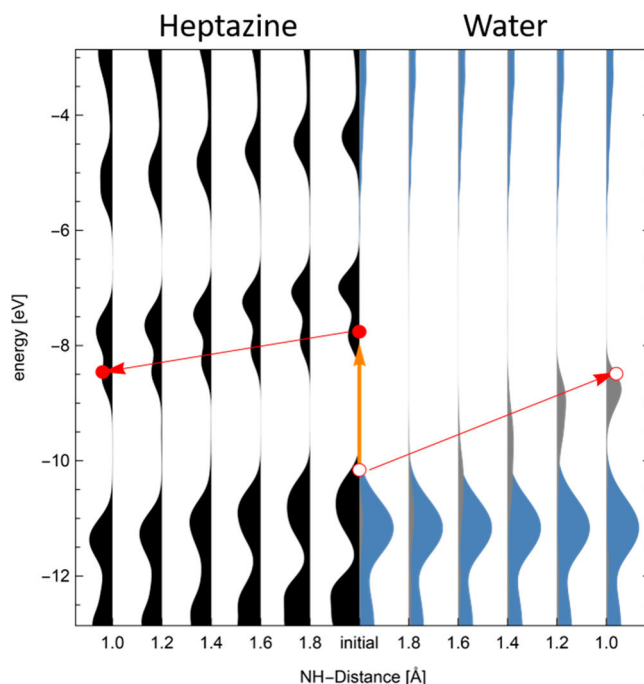 Heptazine Water
−4
−6
−8
−10
−12
energy [eV]
1.0 1.2 1.4 1.6 1.8 initial 1.8 1.6 1.4 1.2 1.0
NH−Distance [Å]